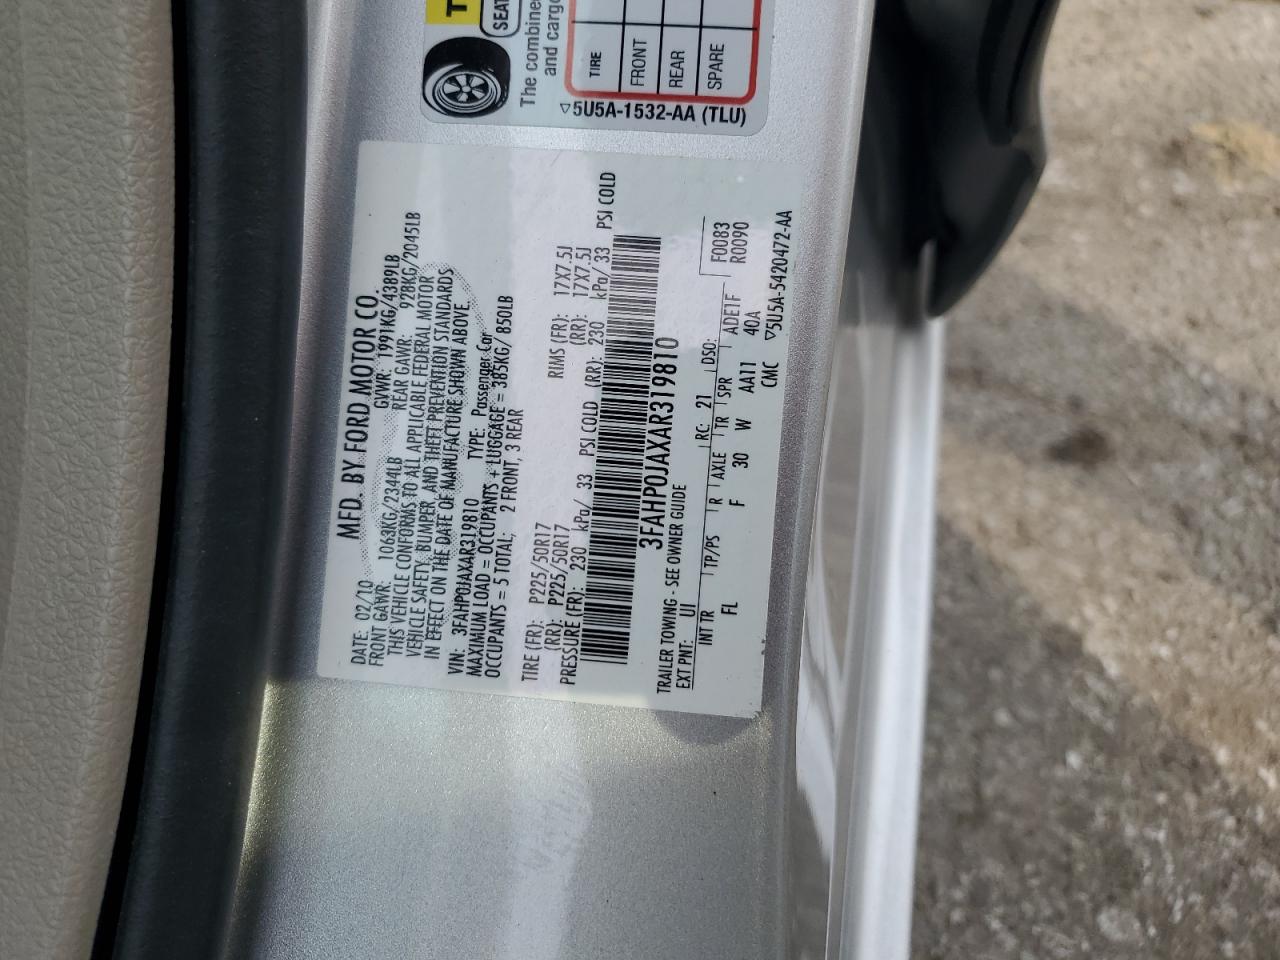 MFD. BY FORD MOTOR CO.
DATE: 02/10 GVWR: 1991KG/4389LB
FRONT GAWR: 1063KG/2344LB REAR GAWR: 928KG/2045LB
THIS VEHICLE CONFORMS TO ALL APPLICABLE FEDERAL MOTOR
VEHICLE SAFETY, BUMPER, AND THEFT PREVENTION STANDARDS
IN EFFECT ON THE DATE OF MANUFACTURE SHOWN ABOVE.
VIN: 3FAHP0JAXAR319810 TYPE: Passenger Car
MAXIMUM LOAD = OCCUPANTS + LUGGAGE = 385KG/ 850LB
OCCUPANTS = 5 TOTAL; 2 FRONT, 3 REAR
TIRE (FR): P225/50R17 RIMS (FR): 17X7.5J
(RR): P225/50R17 (RR): 17X7.5J
PRESSURE (FR): 230 kPa/ 33 PSI COLD (RR): 230 kPa/ 33 PSI COLD
3FAHP0JAXAR319810
TRAILER TOWING - SEE OWNER GUIDE
EXT PNT: UI RC: 21 DSO: F0083
R0090
INT TR TP/PS R AXLE TR SPR ADE1F
FL F 30 W AA11 40A
CMC ▽5U5A-5420472-AA
SEAT
The combined
and cargo
TIRE
FRONT
REAR
SPARE
▽5U5A-1532-AA (TLU)